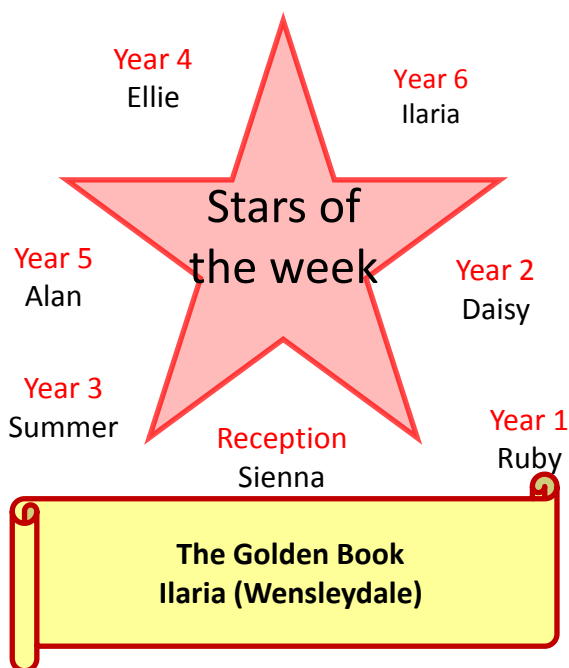 Year 4
Ellie
Year 6
Ilaria
Stars of
the week
Year 5
Alan
Year 2
Daisy
Year 3
Summer
Reception
Sienna
Year 1
Ruby
The Golden Book
Ilaria (Wensleydale)